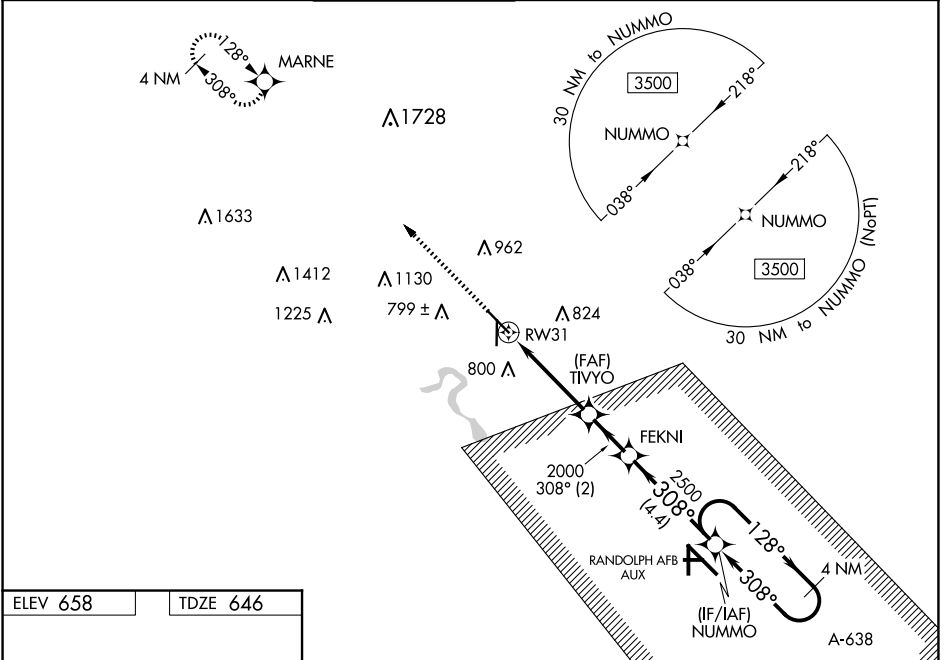 128°
MARNE
4 NM
308°
1728
30 NM to NUMMO
3500
218°
NUMMO
038°
218°
NUMMO
038°
3500
30 NM to NUMMO (NoPT)
1633
962
1412
1130
1225
799 ±
824
RW31
800
(FAF)
TIVYO
FEKNI
2000
308° (2)
2500
308°
(4.4)
128°
RANDOLPH AFB
AUX
4 NM
308°
(IF/IAF)
NUMMO
A-638
ELEV 658
TDZE 646